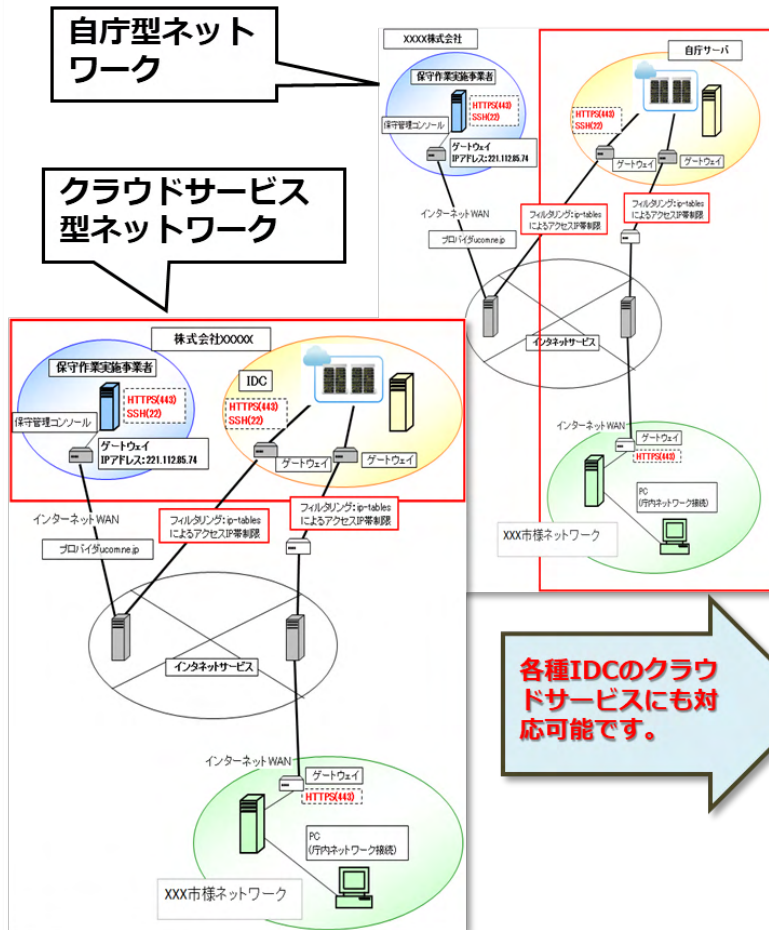 自庁型ネット
ワーク
XXXX株式会社
保守作業実施事業者
HTTPS(443)
SSH(22)
保守管理コンソール
ゲートウェイ
IPアドレス:221.112.85.74
自庁サーバ
HTTPS(443)
SSH(22)
ゲートウェイ
ゲートウェイ
インターネットWAN
フィルタリング:ip-tables
によるアクセスIP帯制限
フィルタリング:ip-tables
によるアクセスIP帯制限
プロバイダucom.ne.jp
インタネットサービス
インターネットWAN
ゲートウェイ
HTTPS(443)
PC
(庁内ネットワーク接続)
XXX市様ネットワーク
クラウドサービス
型ネットワーク
株式会社XXXXX
保守作業実施事業者
HTTPS(443)
SSH(22)
保守管理コンソール
ゲートウェイ
IPアドレス:221.112.85.74
IDC
HTTPS(443)
SSH(22)
ゲートウェイ
ゲートウェイ
インターネットWAN
フィルタリング:ip-tables
によるアクセスIP帯制限
フィルタリング:ip-tables
によるアクセスIP帯制限
プロバイダucom.ne.jp
インタネットサービス
インターネットWAN
ゲートウェイ
HTTPS(443)
PC
(庁内ネットワーク接続)
XXX市様ネットワーク
各種IDCのクラウ
ドサービスにも対
応可能です。